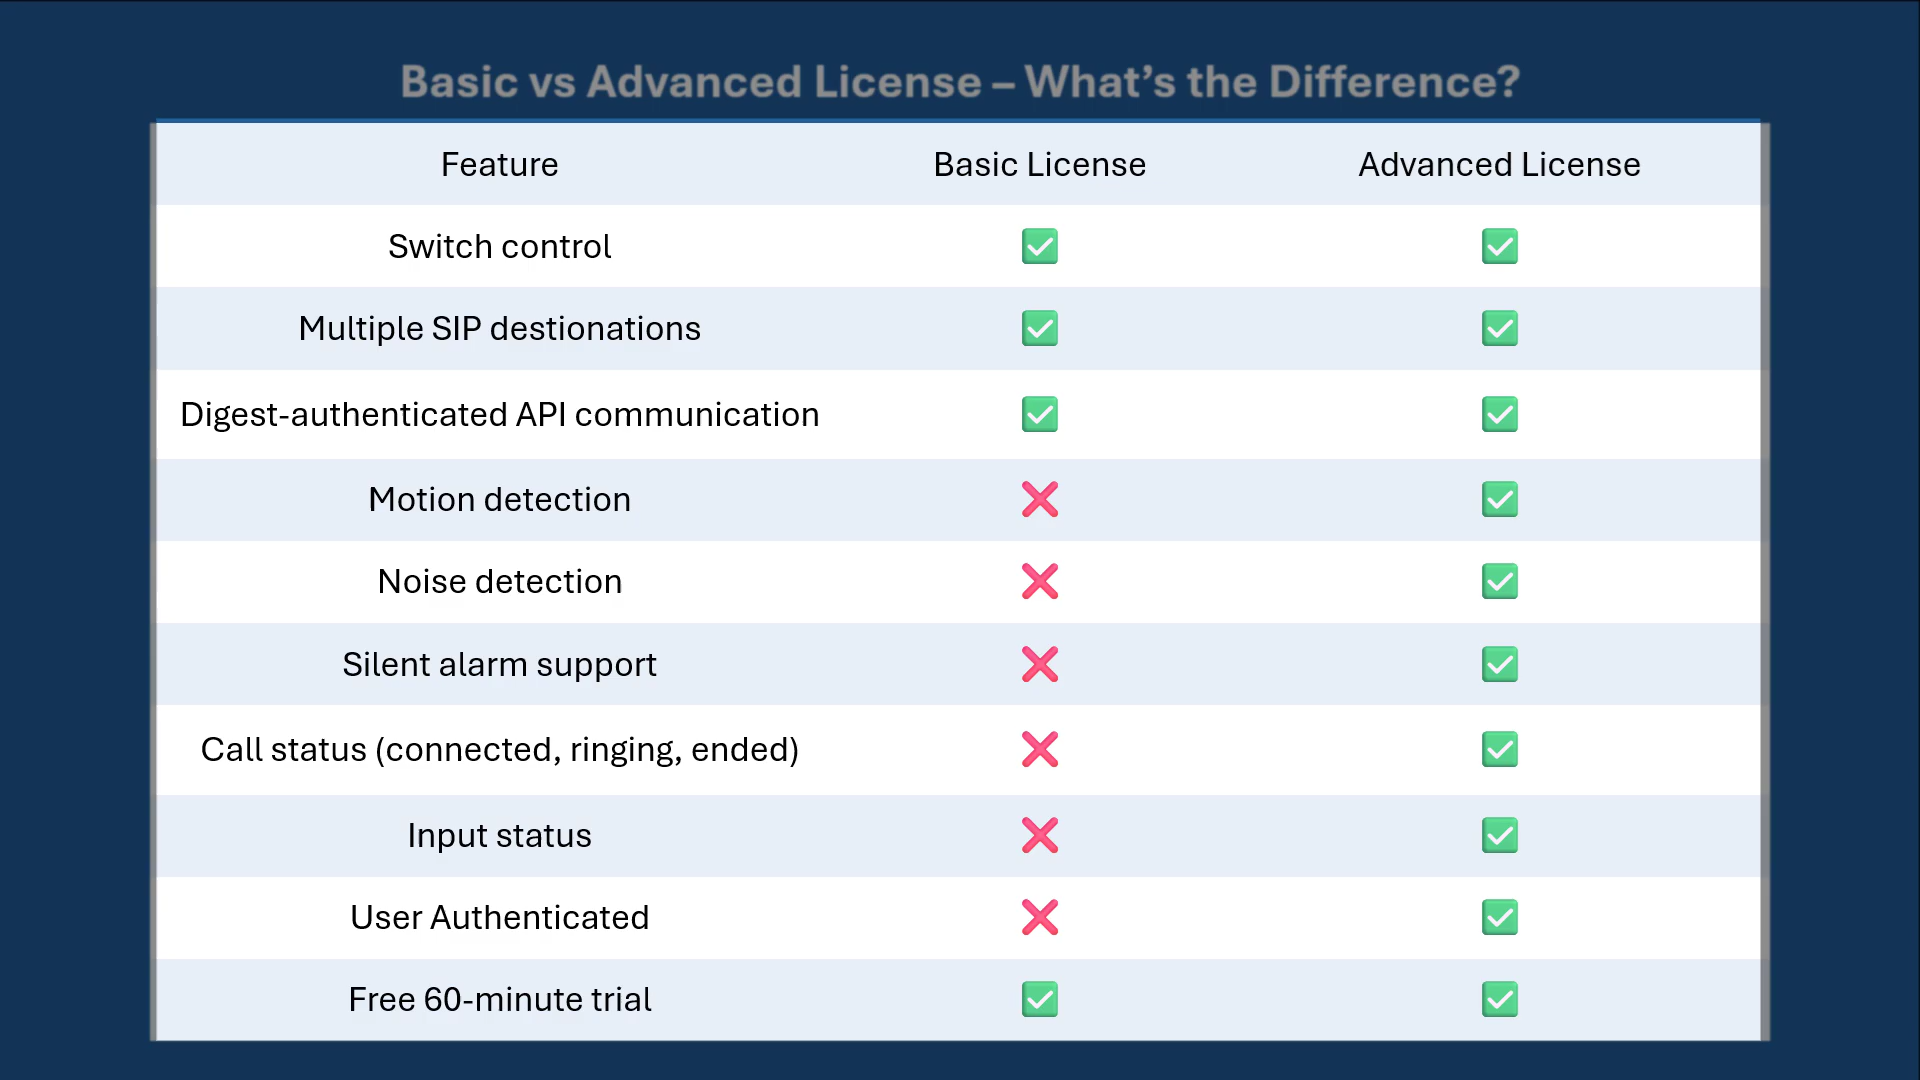 Basic vs Advanced License – What’s the Difference?
Feature Basic License Advanced License
Switch control ✅ ✅
Multiple SIP destionations ✅ ✅
Digest-authenticated API communication ✅ ✅
Motion detection ❌ ✅
Noise detection ❌ ✅
Silent alarm support ❌ ✅
Call status (connected, ringing, ended) ❌ ✅
Input status ❌ ✅
User Authenticated ❌ ✅
Free 60-minute trial ✅ ✅